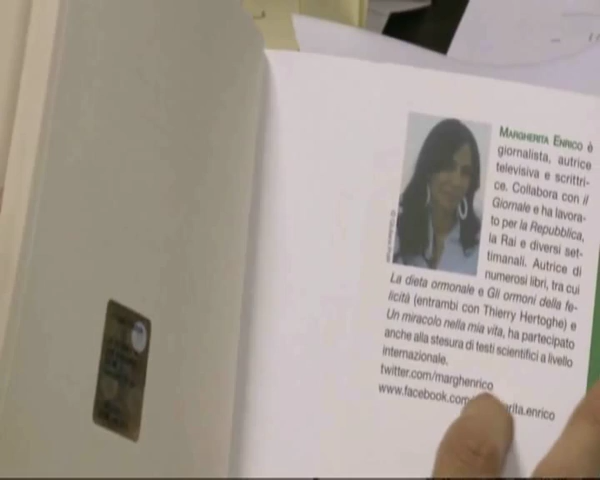 MARGHERITA ENRICO è
giornalista, autrice
televisiva e scrittri-
ce. Collabora con il
Giornale e ha lavora-
to per la Repubblica,
la Rai e diversi set-
timanali. Autrice di
numerosi libri, tra cui
La dieta ormonale e Gli ormoni della fe-
licità (entrambi con Thierry Hertoghe) e
Un miracolo nella mia vita, ha partecipato
anche alla stesura di testi scientifici a livello
internazionale.
twitter.com/marghenrico
www.facebook.com rita.enrico